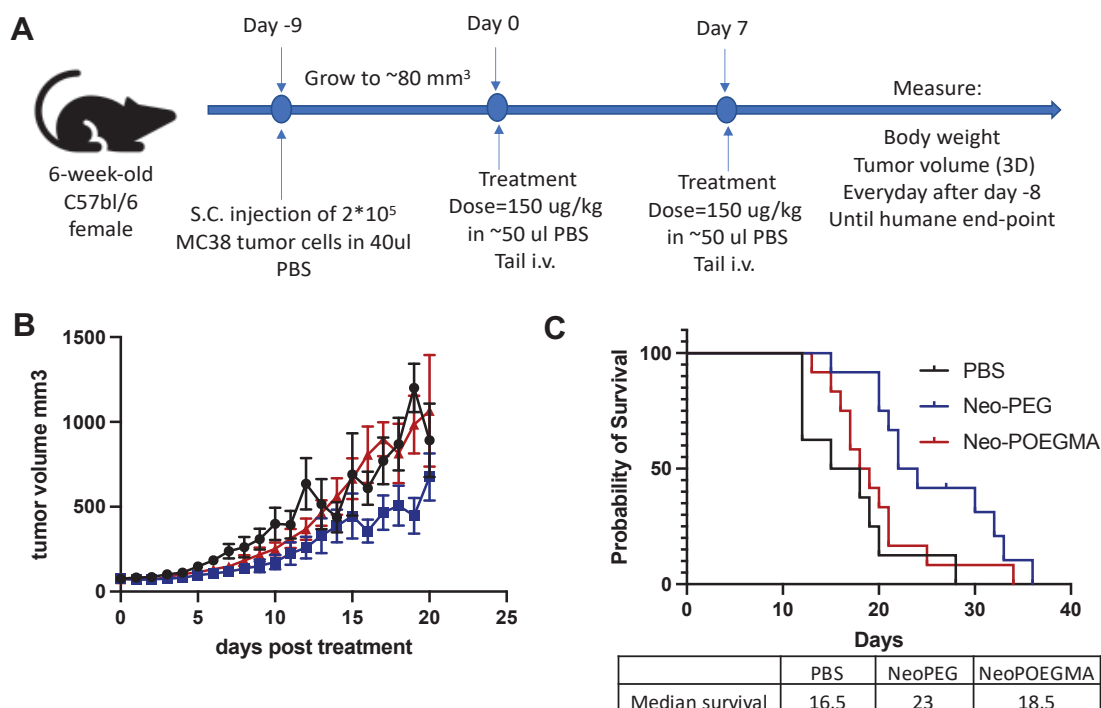 A
Day -9
Day 0
Day 7
Grow to ~80 mm³
Measure:
6-week-old
C57bl/6
female
S.C. injection of 2*10⁵
MC38 tumor cells in 40ul
PBS
Treatment
Dose=150 ug/kg
in ~50 ul PBS
Tail i.v.
Treatment
Dose=150 ug/kg
in ~50 ul PBS
Tail i.v.
Body weight
Tumor volume (3D)
Everyday after day -8
Until humane end-point
B
tumor volume mm3
1500
1000
500
0
0 5 10 15 20 25
days post treatment
C
Probability of Survival
100
50
0
0 10 20 30 40
Days
PBS
Neo-PEG
Neo-POEGMA
PBS NeoPEG NeoPOEGMA
Median survival 16.5 23 18.5